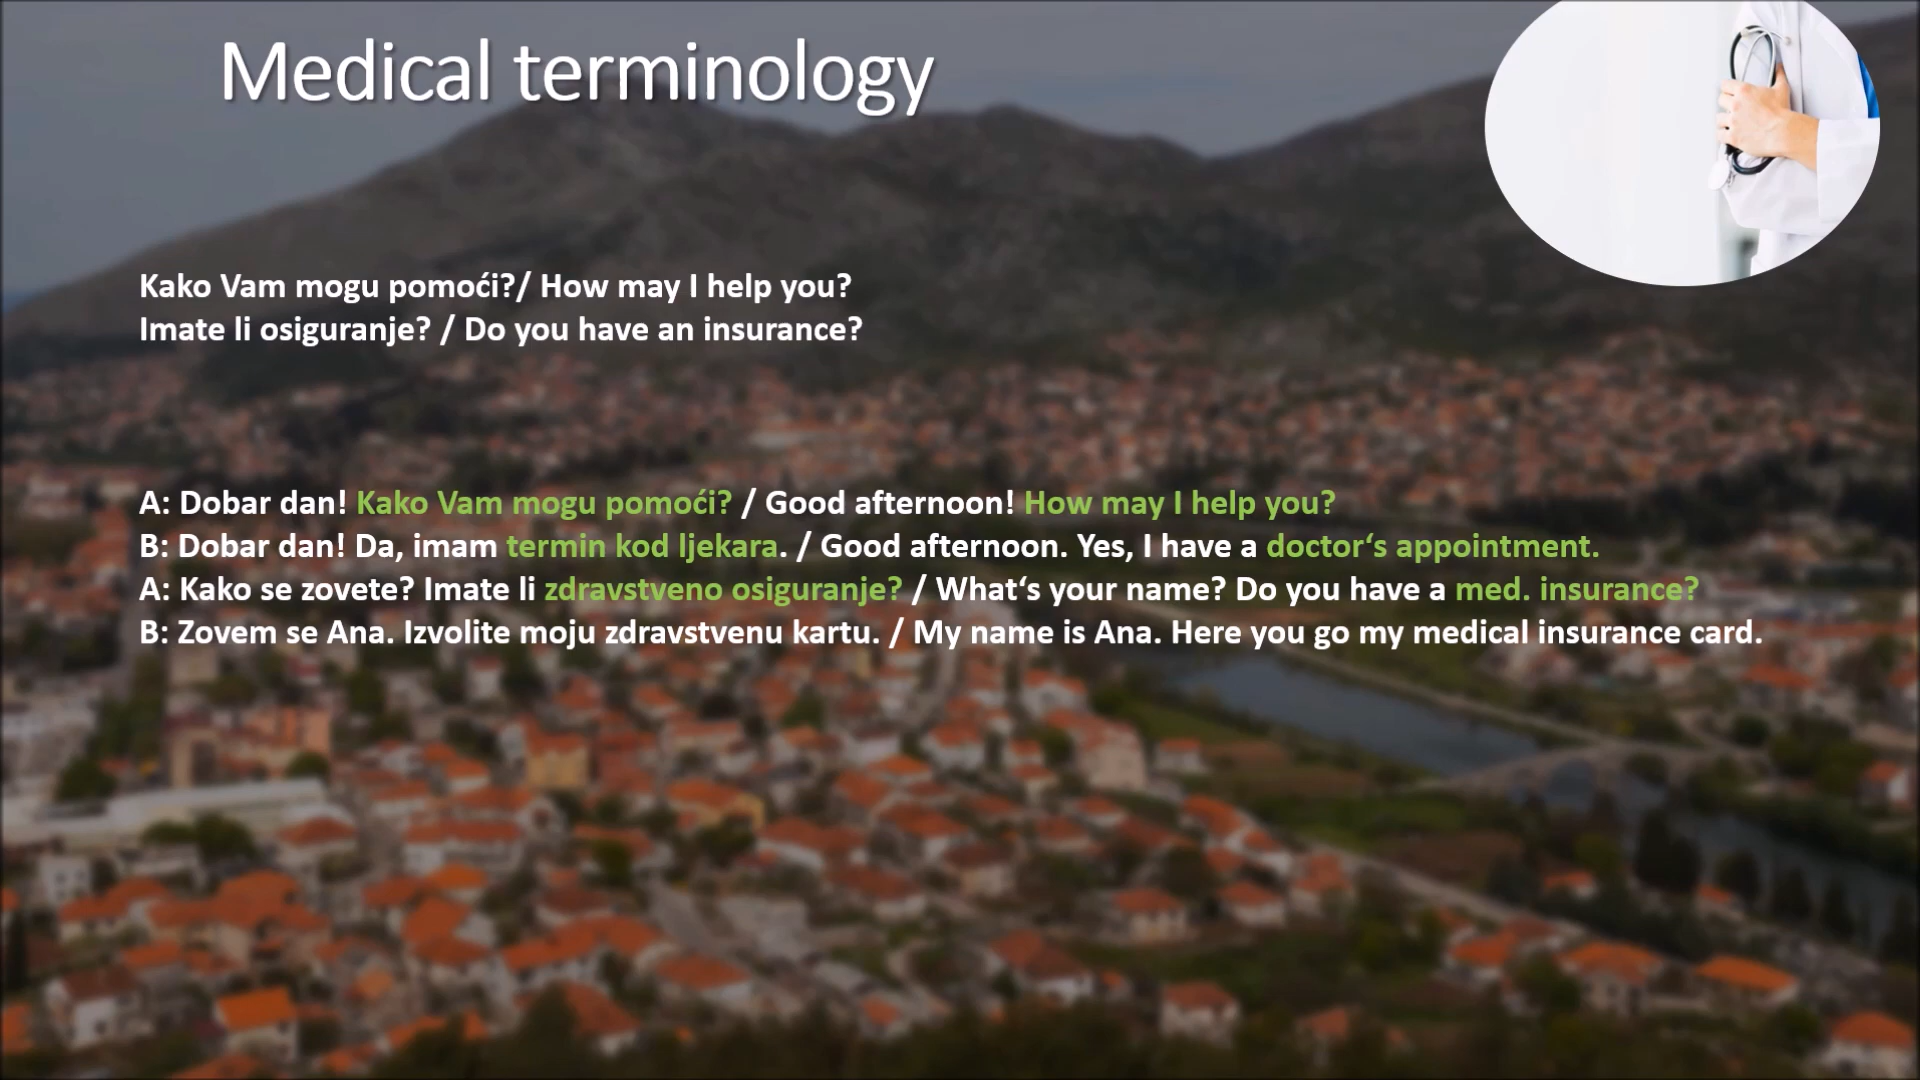 Medical terminology
Kako Vam mogu pomoći?/ How may I help you?
Imate li osiguranje? / Do you have an insurance?
A: Dobar dan! Kako Vam mogu pomoći? / Good afternoon! How may I help you?
B: Dobar dan! Da, imam termin kod ljekara. / Good afternoon. Yes, I have a doctor‘s appointment.
A: Kako se zovete? Imate li zdravstveno osiguranje? / What‘s your name? Do you have a med. insurance?
B: Zovem se Ana. Izvolite moju zdravstvenu kartu. / My name is Ana. Here you go my medical insurance card.